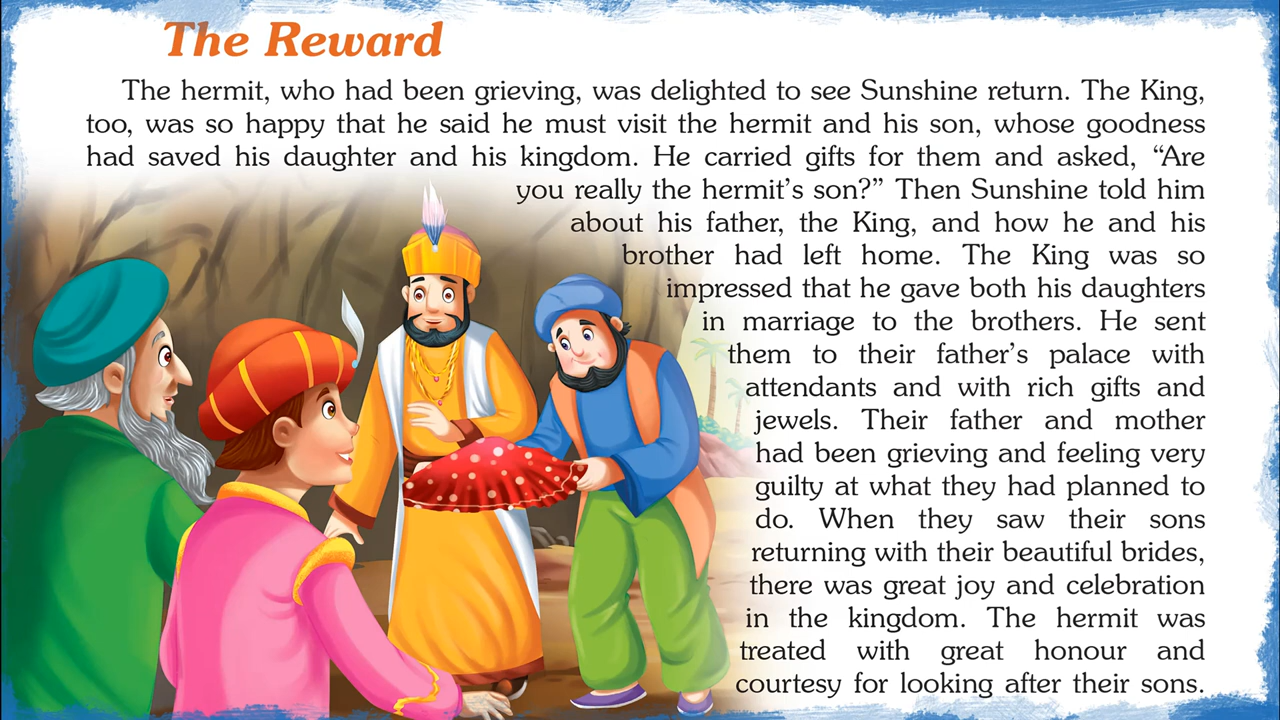 The Reward
The hermit, who had been grieving, was delighted to see Sunshine return. The King,
too, was so happy that he said he must visit the hermit and his son, whose goodness
had saved his daughter and his kingdom. He carried gifts for them and asked, “Are
you really the hermit’s son?” Then Sunshine told him
about his father, the King, and how he and his
brother had left home. The King was so
impressed that he gave both his daughters
in marriage to the brothers. He sent
them to their father’s palace with
attendants and with rich gifts and
jewels. Their father and mother
had been grieving and feeling very
guilty at what they had planned to
do. When they saw their sons
returning with their beautiful brides,
there was great joy and celebration
in the kingdom. The hermit was
treated with great honour and
courtesy for looking after their sons.